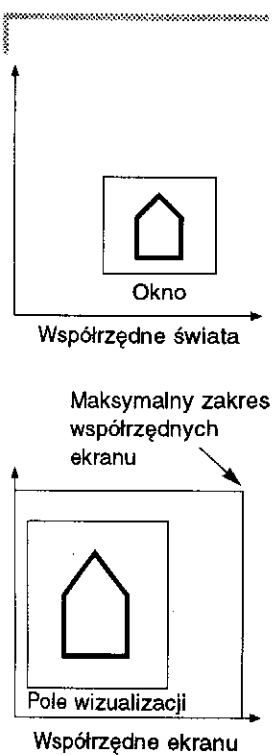 Okno
Współrzędne świata
Maksymalny zakres
współrzędnych
ekranu
Pole wizualizacji
Współrzędne ekranu